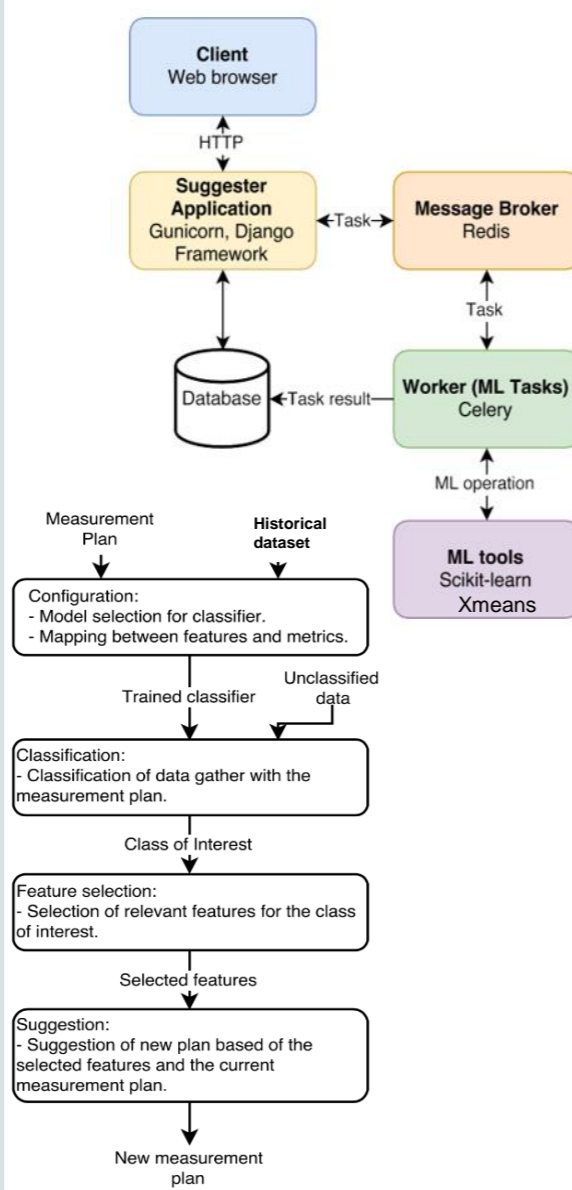 Client
Web browser
HTTP
Suggester
Application
Gunicorn, Django
Framework
Task
Message Broker
Redis
Task
Database
Task result
Worker (ML Tasks)
Celery
ML operation
ML tools
Scikit-learn
Xmeans
Measurement
Plan
Historical
dataset
Configuration:
- Model selection for classifier.
- Mapping between features and metrics.
Trained classifier
Unclassified
data
Classification:
- Classification of data gather with the
measurement plan.
Class of Interest
Feature selection:
- Selection of relevant features for the class
of interest.
Selected features
Suggestion:
- Suggestion of new plan based of the
selected features and the current
measurement plan.
New measurement
plan